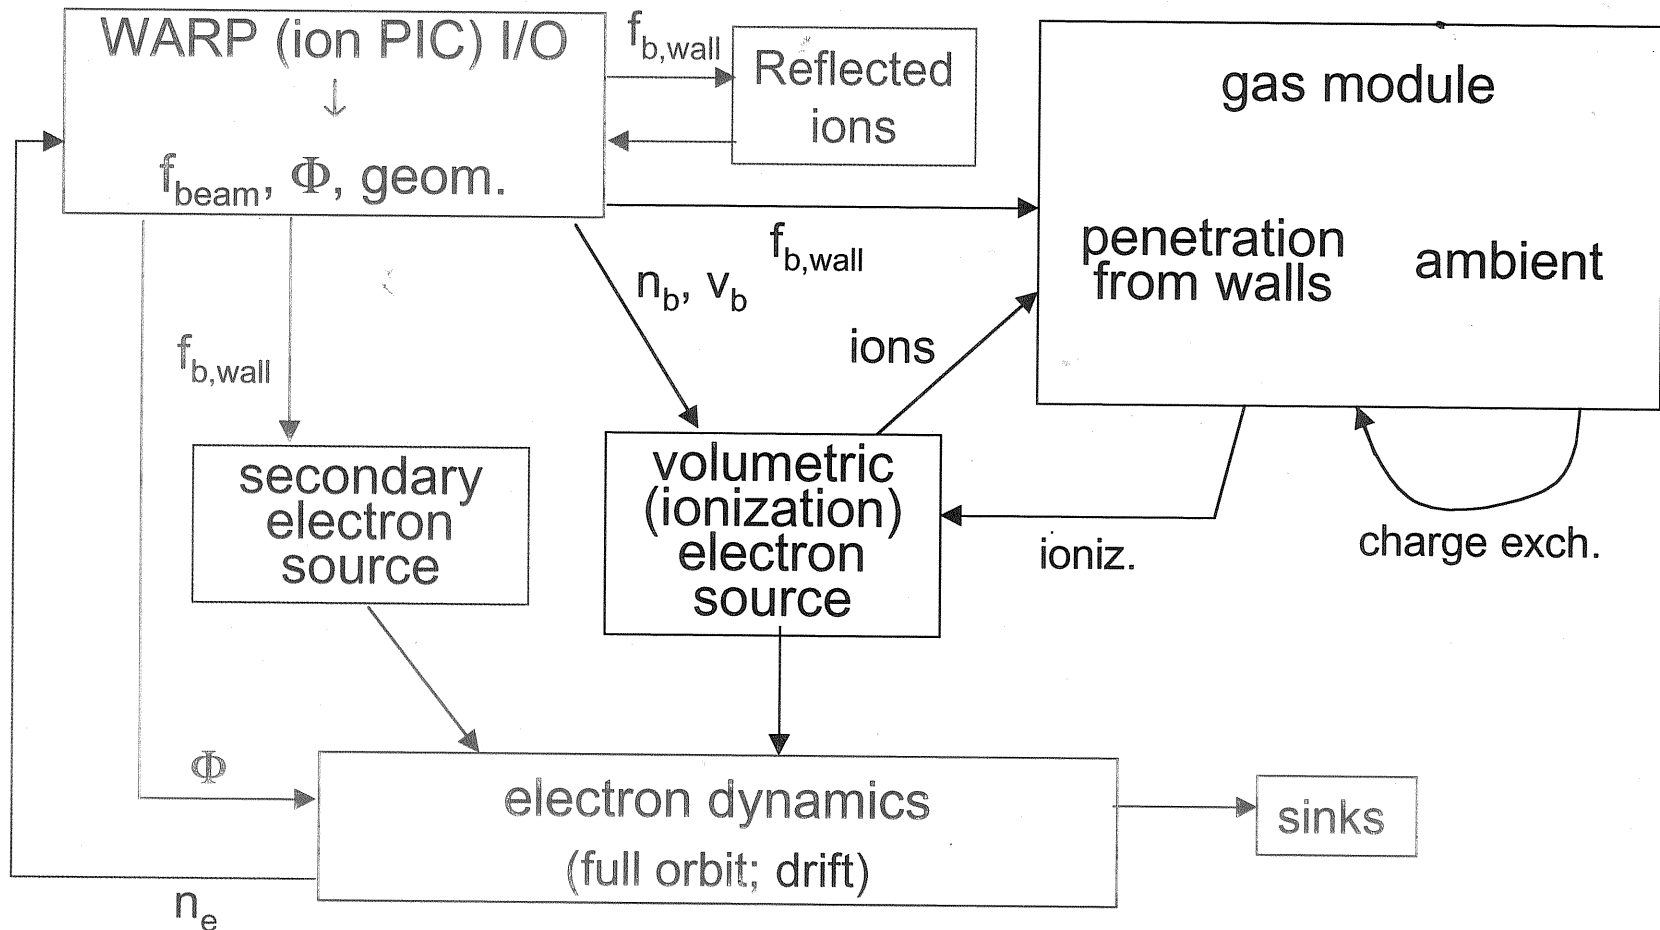 WARP (ion PIC) I/O
↓
f_beam, Φ, geom.
f_b,wall
Reflected
ions
gas module
penetration
from walls
ambient
f_b,wall
n_b, v_b
ions
f_b,wall
secondary
electron
source
volumetric
(ionization)
electron
source
ioniz.
charge exch.
Φ
electron dynamics
(full orbit; drift)
sinks
n_e